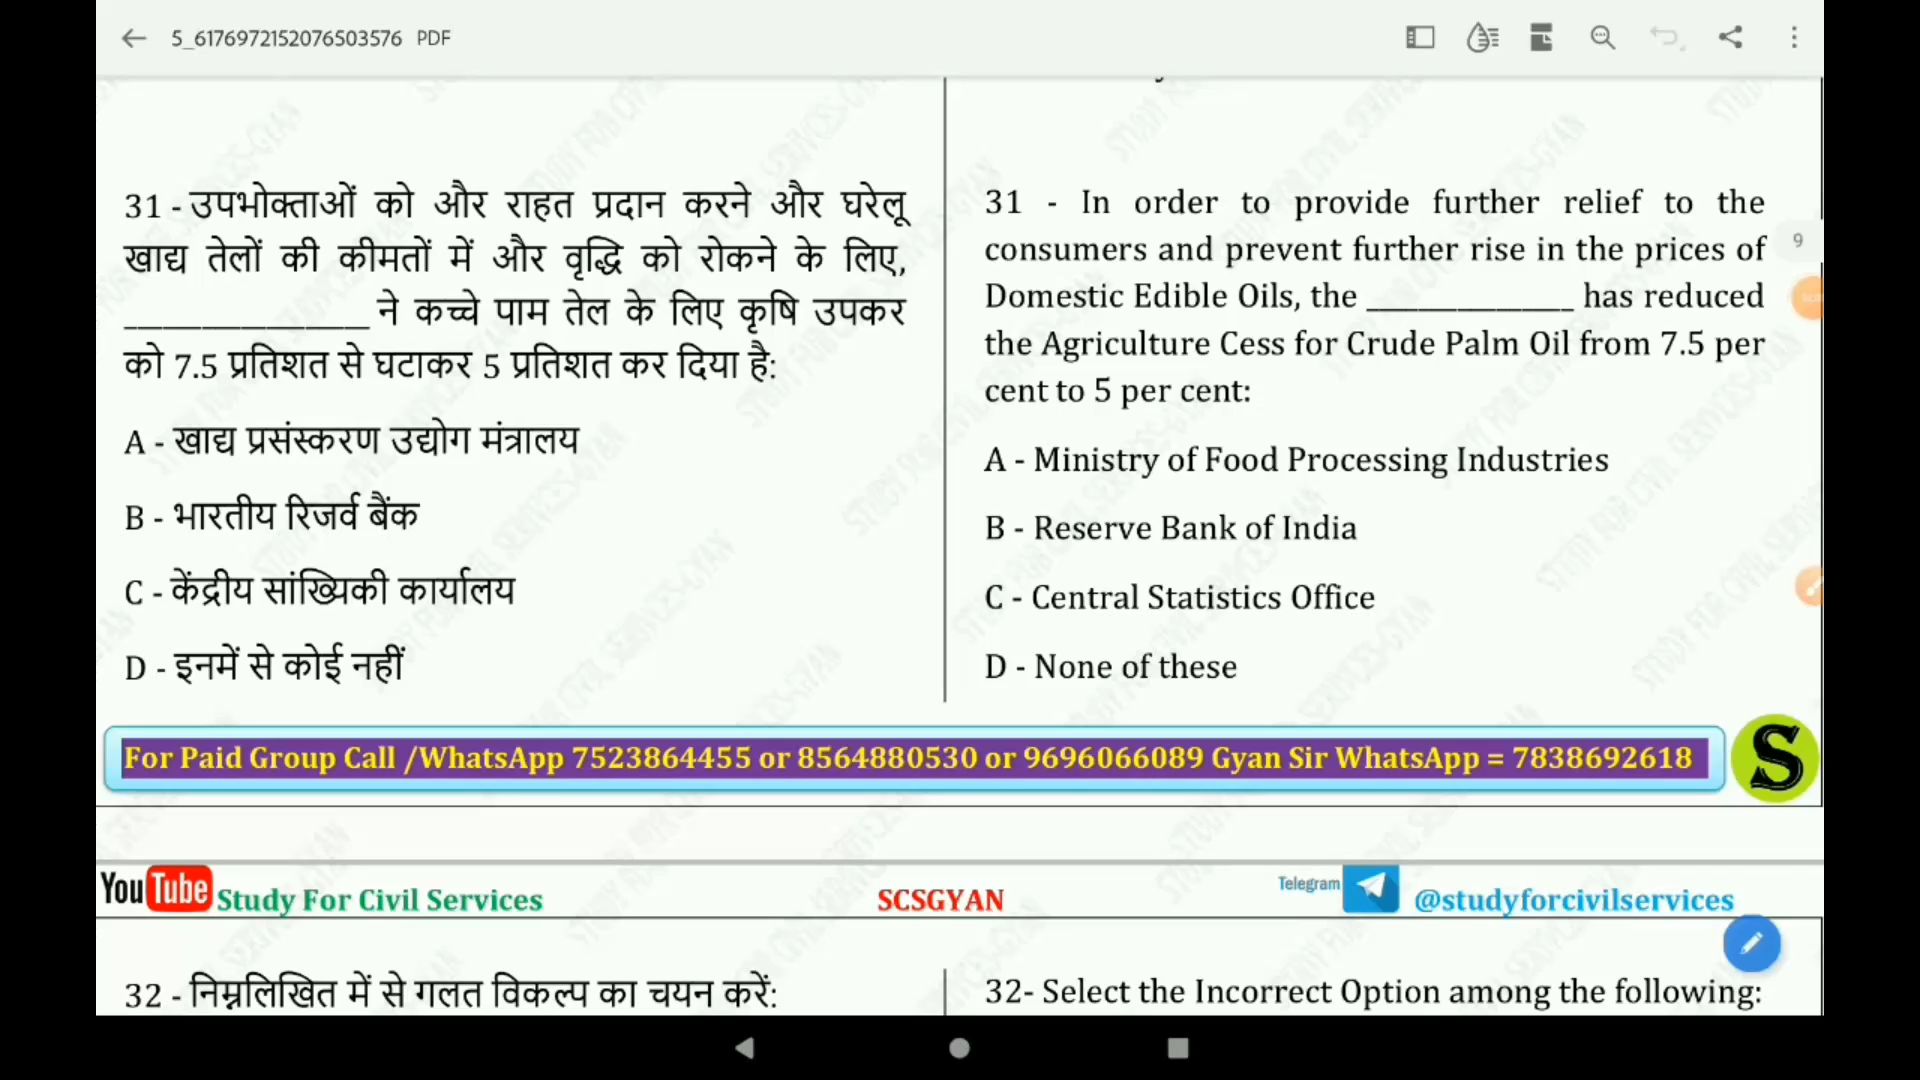 5_6176972152076503576 PDF
31 - उपभोक्ताओं को और राहत प्रदान करने और घरेलू
खाद्य तेलों की कीमतों में और वृद्धि को रोकने के लिए,
_______________ ने कच्चे पाम तेल के लिए कृषि उपकर
को 7.5 प्रतिशत से घटाकर 5 प्रतिशत कर दिया है:
A - खाद्य प्रसंस्करण उद्योग मंत्रालय
B - भारतीय रिजर्व बैंक
C - केंद्रीय सांख्यिकी कार्यालय
D - इनमें से कोई नहीं
31 - In order to provide further relief to the
consumers and prevent further rise in the prices of
Domestic Edible Oils, the _____________ has reduced
the Agriculture Cess for Crude Palm Oil from 7.5 per
cent to 5 per cent:
A - Ministry of Food Processing Industries
B - Reserve Bank of India
C - Central Statistics Office
D - None of these
9
For Paid Group Call /WhatsApp 7523864455 or 8564880530 or 9696066089 Gyan Sir WhatsApp = 7838692618
S
YouTube Study For Civil Services
SCSGYAN
Telegram @studyforcivilservices
32 - निम्नलिखित में से गलत विकल्प का चयन करें:
32- Select the Incorrect Option among the following: